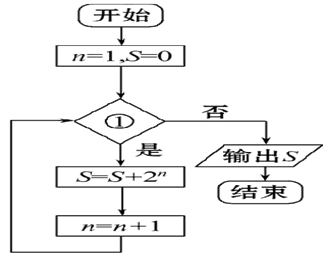 开始
n=1,S=0
①
否
是
输出S
S=S+2ⁿ
结束
n=n+1